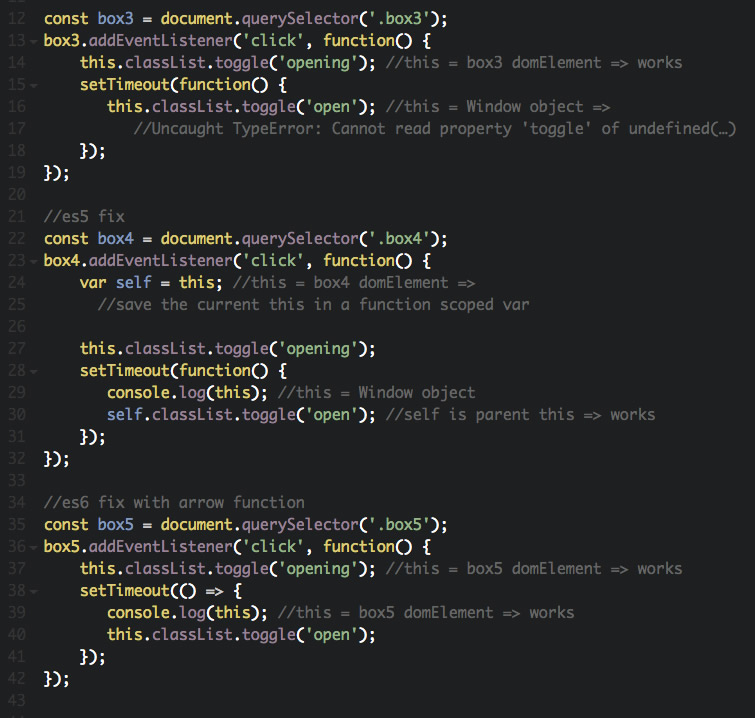 12 const box3 = document.querySelector('.box3');
13 box3.addEventListener('click', function() {
14 this.classList.toggle('opening'); //this = box3 domElement => works
15 setTimeout(function() {
16 this.classList.toggle('open'); //this = Window object =>
17 //Uncaught TypeError: Cannot read property 'toggle' of undefined(…)
18 });
19 });
20
21 //es5 fix
22 const box4 = document.querySelector('.box4');
23 box4.addEventListener('click', function() {
24 var self = this; //this = box4 domElement =>
25 //save the current this in a function scoped var
26
27 this.classList.toggle('opening');
28 setTimeout(function() {
29 console.log(this); //this = Window object
30 self.classList.toggle('open'); //self is parent this => works
31 });
32 });
33
34 //es6 fix with arrow function
35 const box5 = document.querySelector('.box5');
36 box5.addEventListener('click', function() {
37 this.classList.toggle('opening'); //this = box5 domElement => works
38 setTimeout(() => {
39 console.log(this); //this = box5 domElement => works
40 this.classList.toggle('open');
41 });
42 });
43